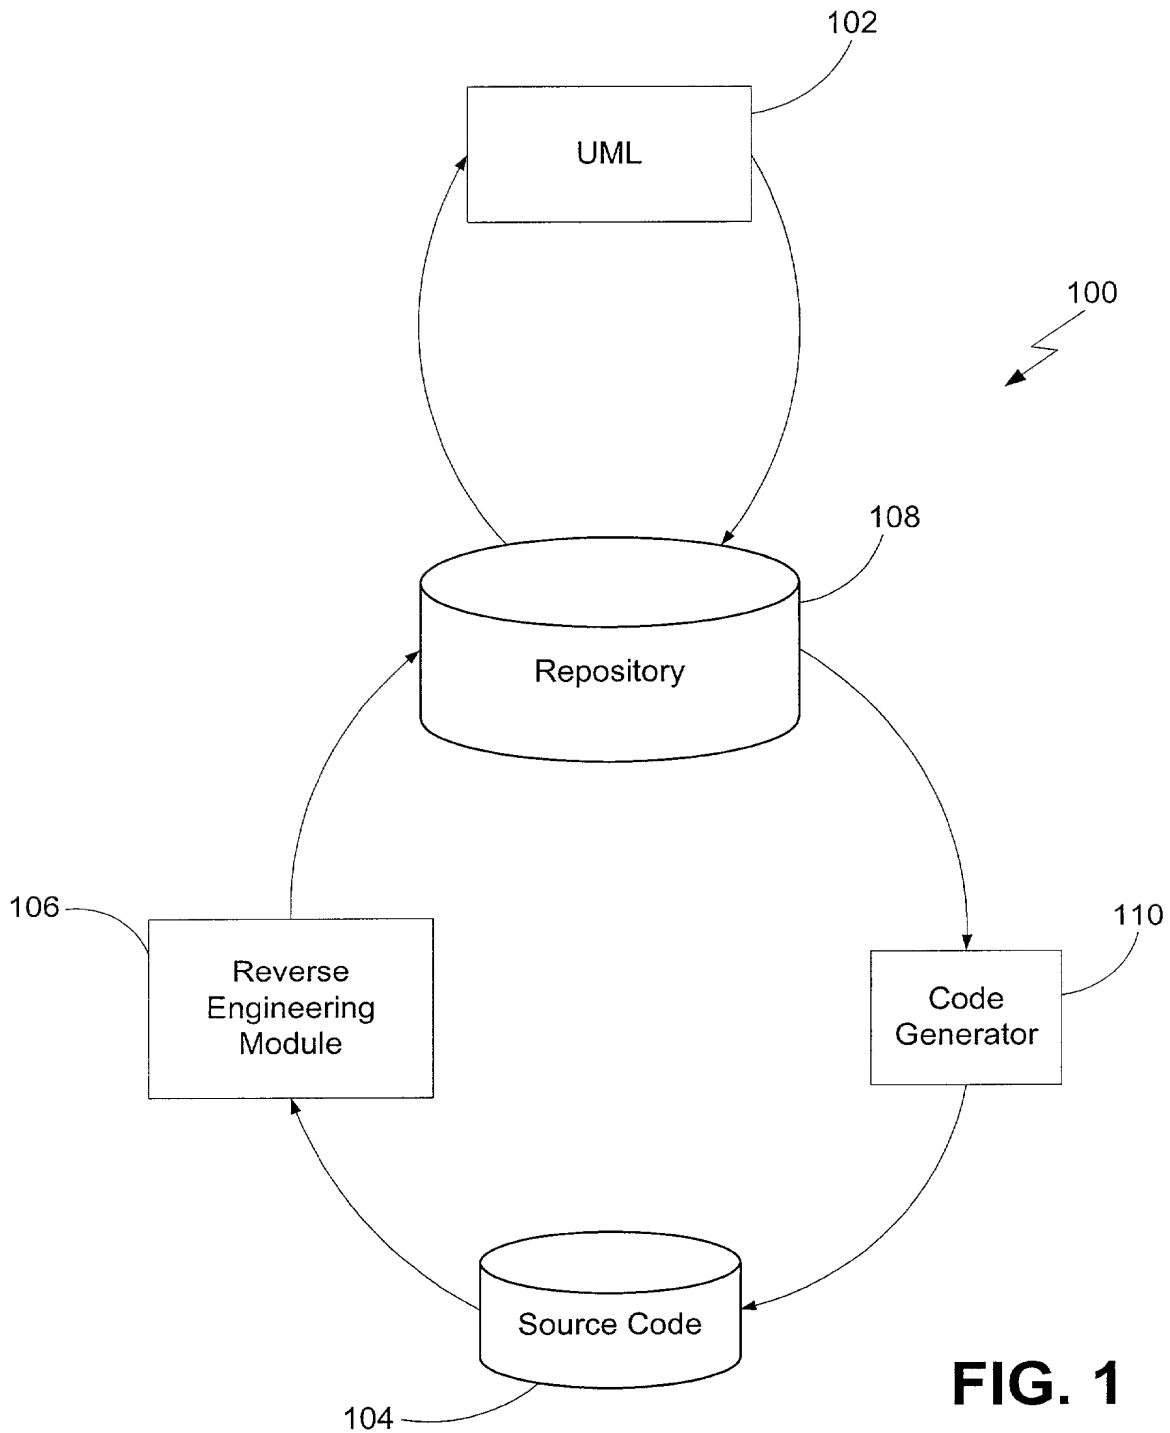 102
UML
100
108
Repository
106
110
Reverse
Engineering
Module
Code
Generator
Source Code
FIG. 1
104